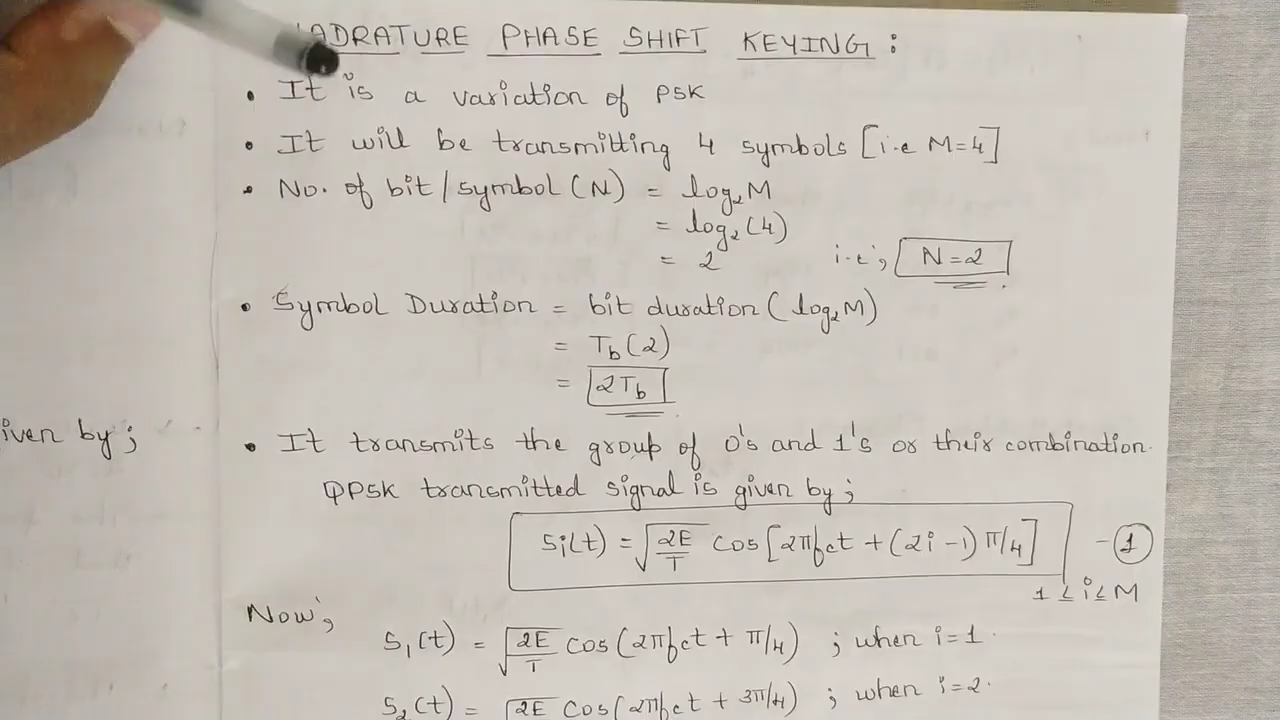 ADRATURE PHASE SHIFT KEYING :
• It is a variation of PSK
• It will be transmitting 4 symbols [i.e M=4]
• No. of bit / symbol (N) = log₂M
= log₂(4)
= 2 i.e; N=2
• Symbol Duration = bit duration (log₂M)
= Tb(2)
= 2Tb
iven by;
• It transmits the group of 0's and 1's or their combination.
QPSK transmitted signal is given by;
Si(t) = √(2E/T) Cos[2πfct + (2i-1)π/4] - ①
1 ≤ i ≤ M
Now;
S₁(t) = √(2E/T) Cos(2πfct + π/4) ; when i=1.
S₂(t) = √2E Cos(2πfct + 3π/4) ; when i=2.